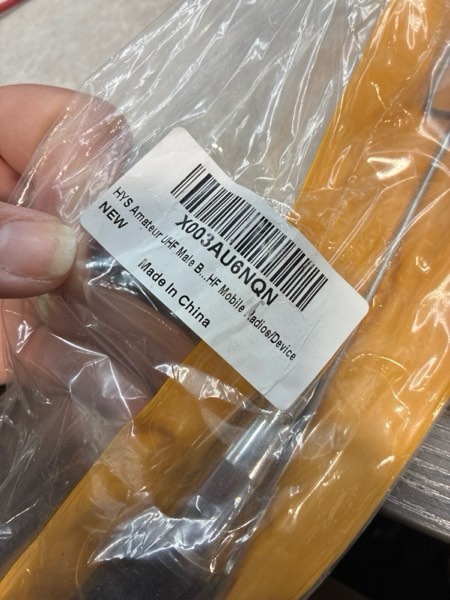 X003AU6NQN
HYS Amateur UHF Male B...HF Mobile Radios/Device
NEW
Made In China